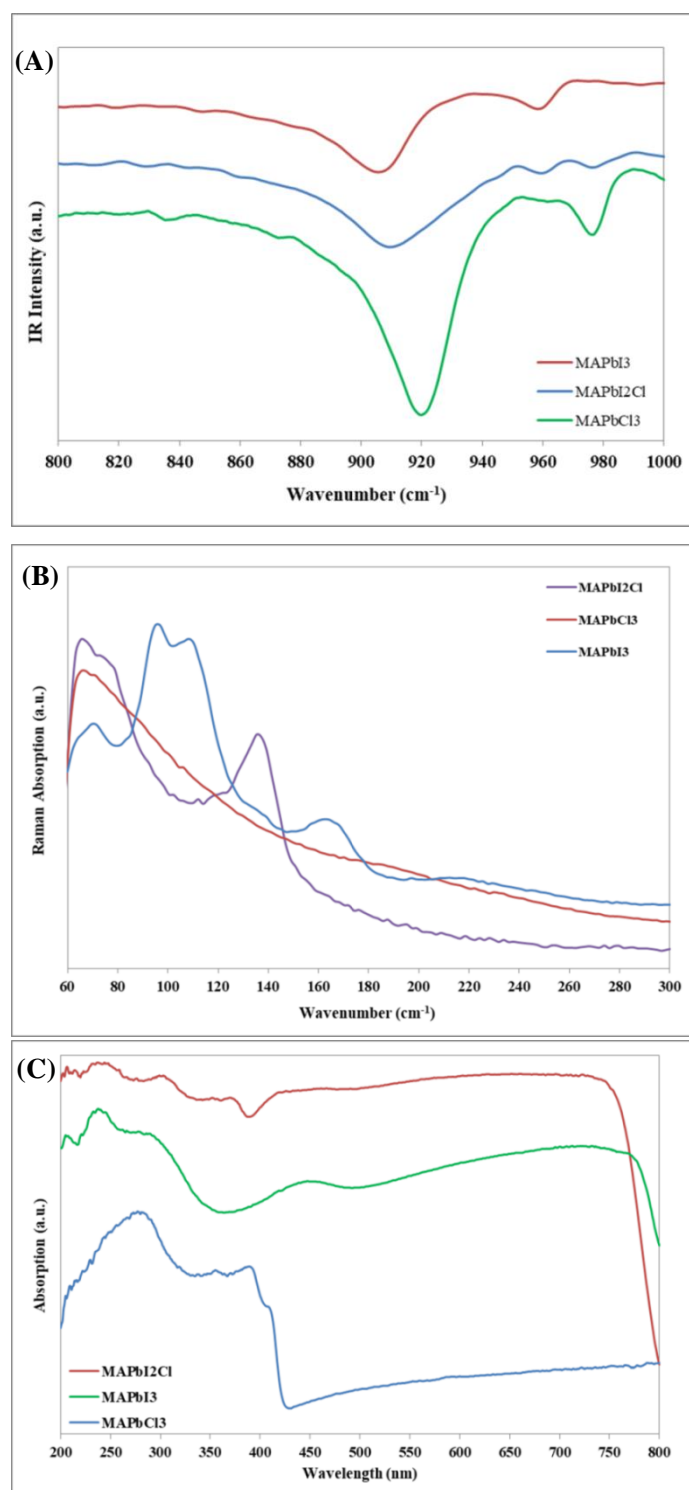 (A)
IR Intensity (a.u.)
MAPbI3
MAPbI2Cl
MAPbCl3
800 820 840 860 880 900 920 940 960 980 1000
Wavenumber (cm-1)
(B)
Raman Absorption (a.u.)
MAPbI2Cl
MAPbCl3
MAPbI3
60 80 100 120 140 160 180 200 220 240 260 280 300
Wavenumber (cm-1)
(C)
Absorption (a.u.)
MAPbI2Cl
MAPbI3
MAPbCl3
200 250 300 350 400 450 500 550 600 650 700 750 800
Wavelength (nm)